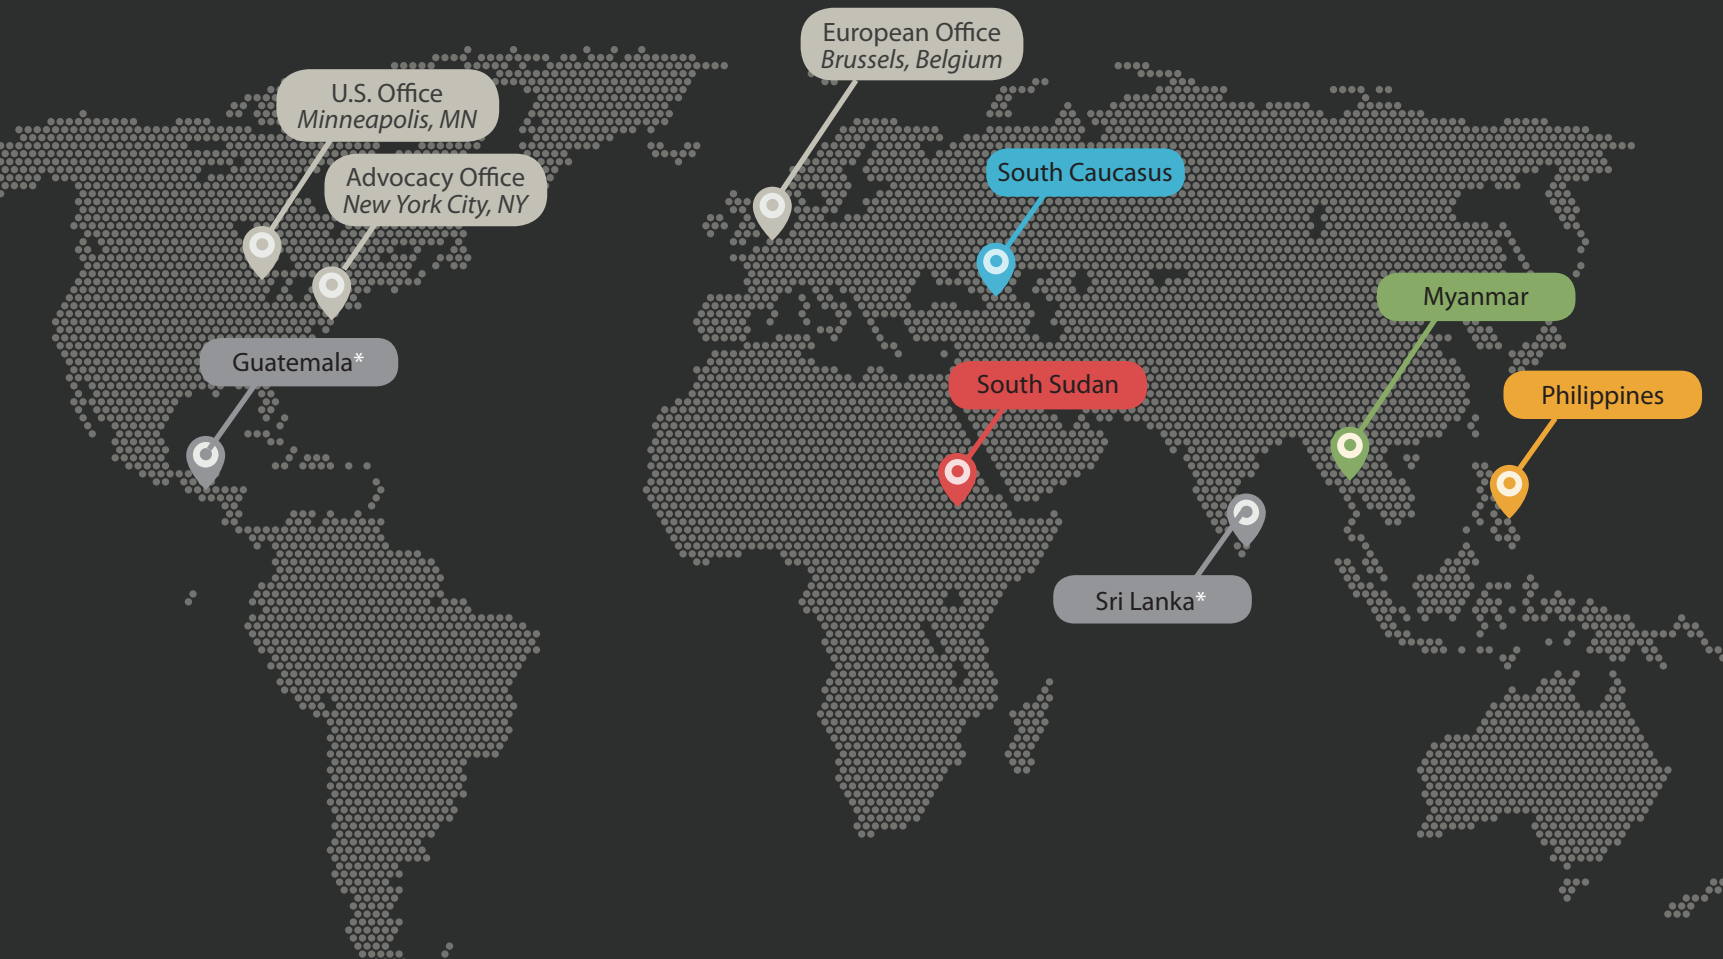 European Office
Brussels, Belgium
U.S. Office
Minneapolis, MN
Advocacy Office
New York City, NY
South Caucasus
Myanmar
Guatemala*
South Sudan
Philippines
Sri Lanka*